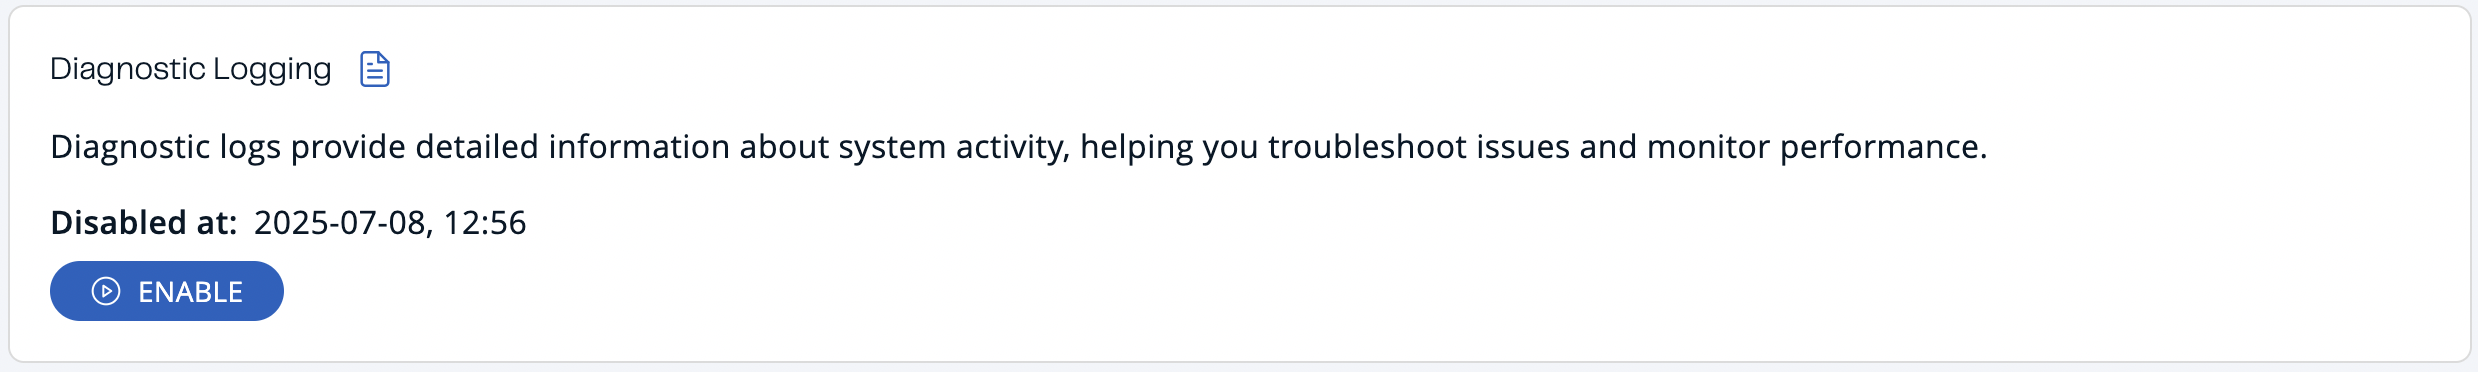 Diagnostic Logging
Diagnostic logs provide detailed information about system activity, helping you troubleshoot issues and monitor performance.
Disabled at: 2025-07-08, 12:56
ENABLE